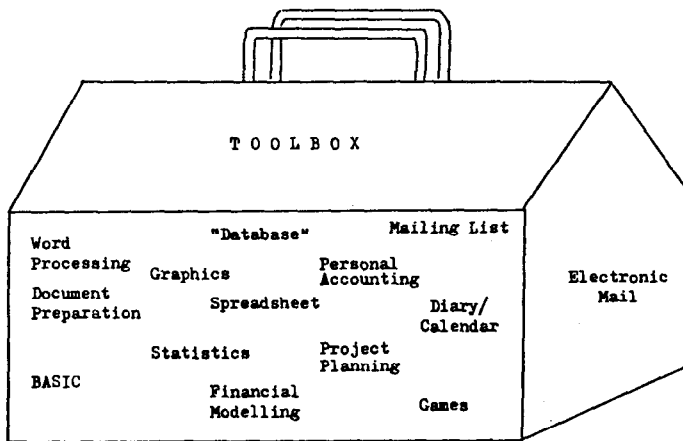 TOOLBOX
"Database"
Mailing List
Word
Processing
Graphics
Personal
Accounting
Electronic
Mail
Document
Preparation
Spreadsheet
Diary/
Calendar
Statistics
Project
Planning
BASIC
Financial
Modelling
Games